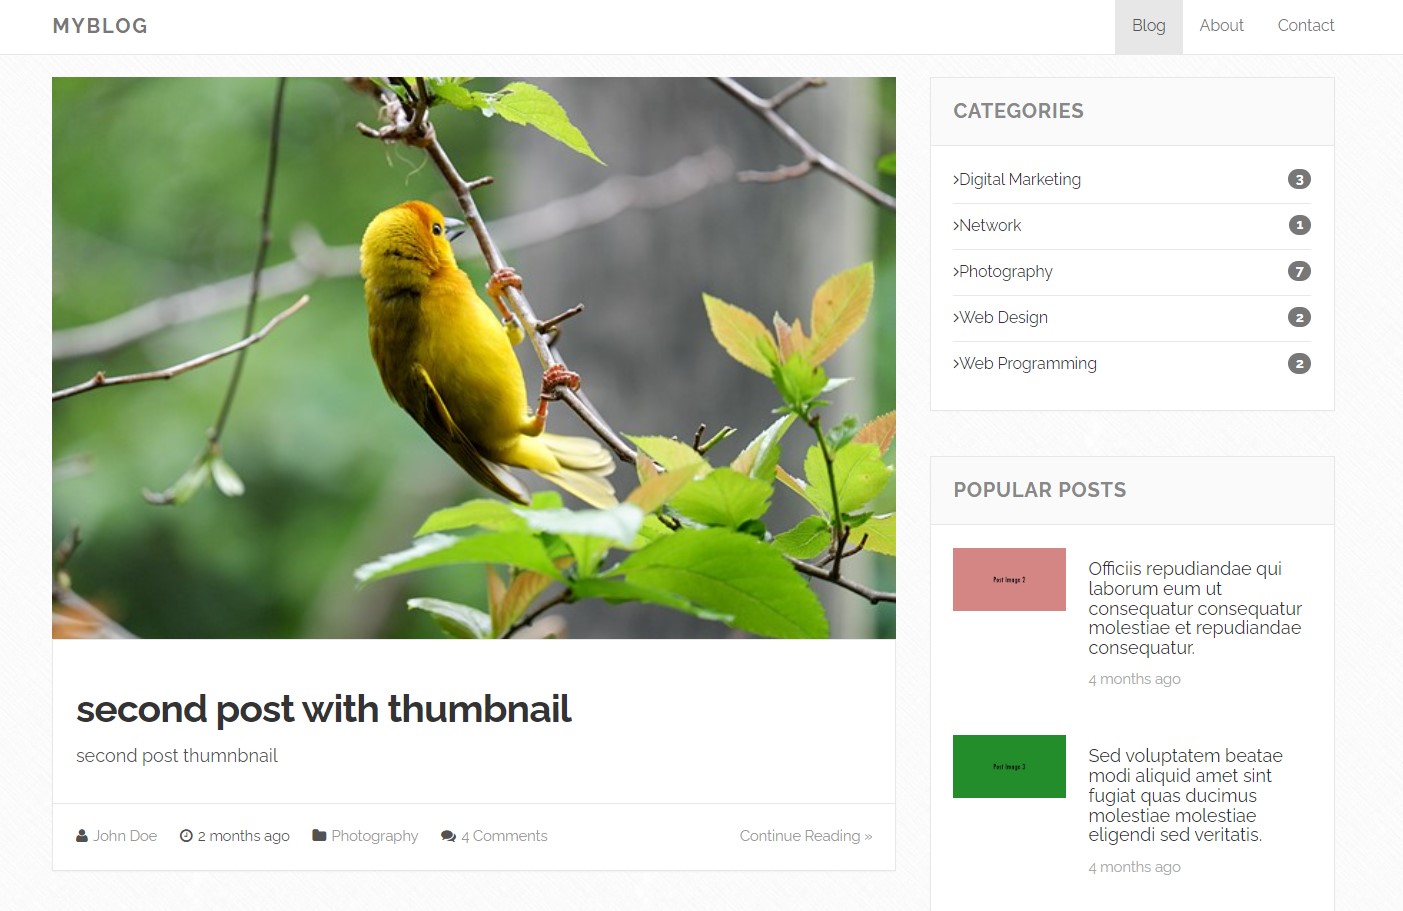 MYBLOG
Blog About Contact
second post with thumbnail
second post thumnbnail
John Doe 2 months ago Photography 4 Comments Continue Reading »
CATEGORIES
Digital Marketing 3
Network 1
Photography 7
Web Design 2
Web Programming 2
POPULAR POSTS
Post Image 2
Officiis repudiandae qui
laborum eum ut
consequatur consequatur
molestiae et repudiandae
consequatur.
4 months ago
Post Image 3
Sed voluptatem beatae
modi aliquid amet sint
fugiat quas ducimus
molestiae molestiae
eligendi sed veritatis.
4 months ago